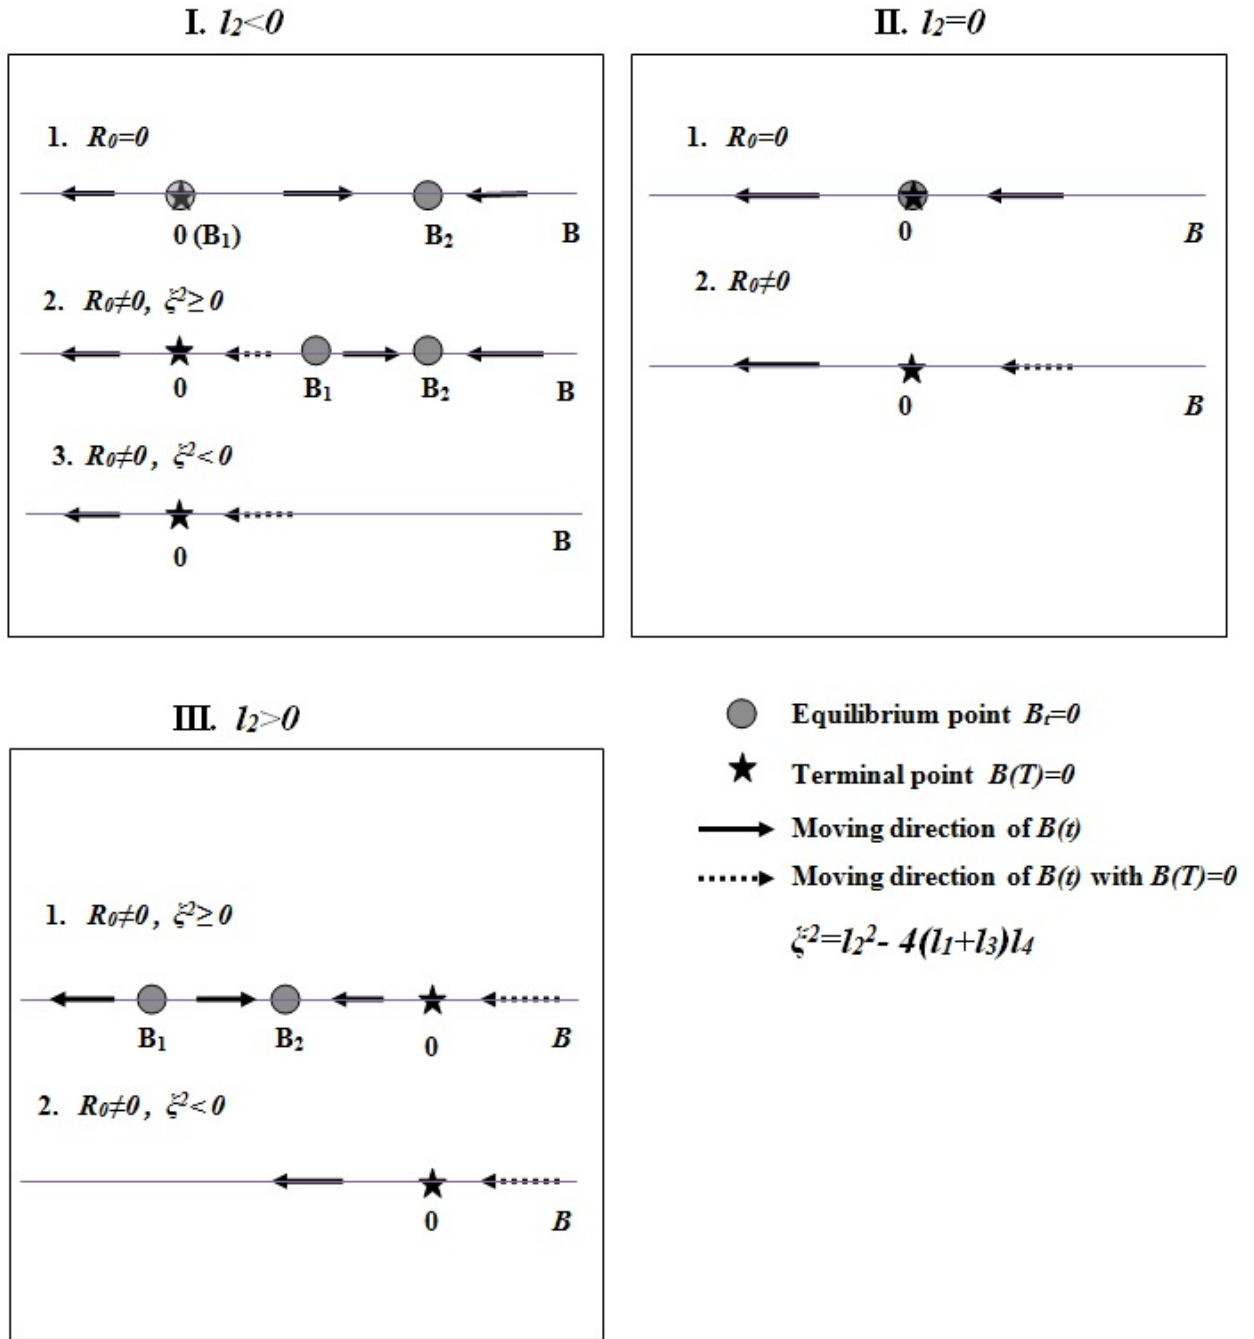 I. l₂<0
1. R₀=0
0 (B₁) B₂ B
2. R₀≠0, ξ²≥0
0 B₁ B₂ B
3. R₀≠0, ξ²<0
B
0
II. l₂=0
1. R₀=0
0 B
2. R₀≠0
0 B
III. l₂>0
1. R₀≠0, ξ²≥0
B₁ B₂ 0 B
2. R₀≠0, ξ²<0
0 B
Equilibrium point Bₜ=0
Terminal point B(T)=0
Moving direction of B(t)
Moving direction of B(t) with B(T)=0
ξ²=l₂²- 4(l₁+l₃)l₄